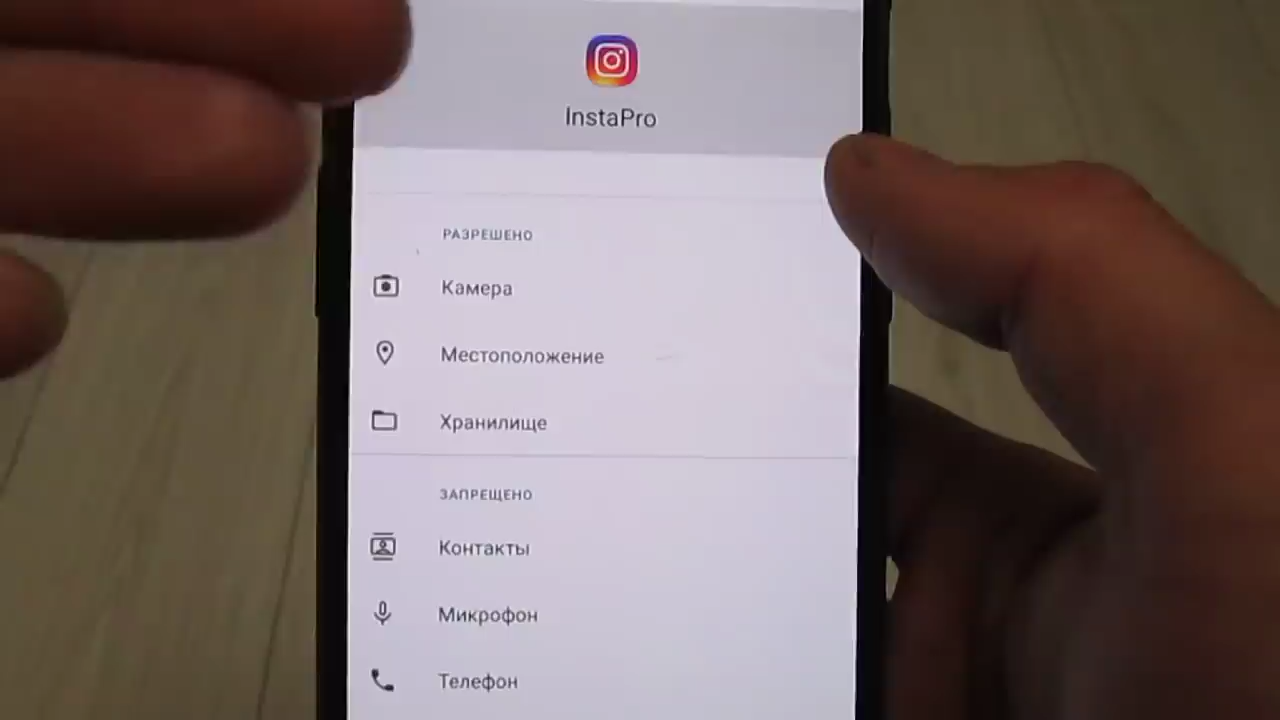 InstaPro
РАЗРЕШЕНО
Камера
Местоположение
Хранилище
ЗАПРЕЩЕНО
Контакты
Микрофон
Телефон